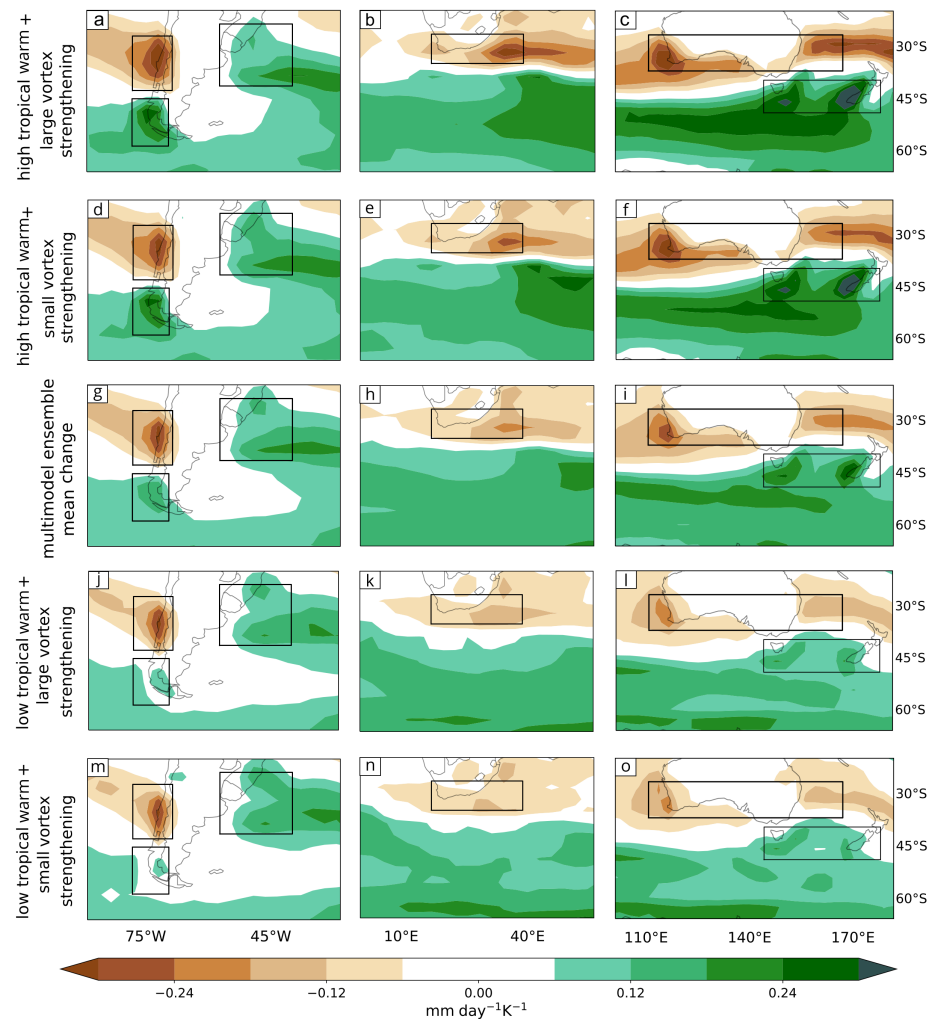 high tropical warm +
large vortex
strengthening
a
b
c
30°S
45°S
60°S
high tropical warm+
small vortex
strengthening
d
e
f
30°S
45°S
60°S
multimodel ensemble
mean change
g
h
i
30°S
45°S
60°S
low tropical warm +
large vortex
strengthening
j
k
l
30°S
45°S
60°S
low tropical warm +
small vortex
strengthening
m
n
o
30°S
45°S
60°S
75°W 45°W 10°E 40°E 110°E 140°E 170°E
−0.24 −0.12 0.00 0.12 0.24
mm day⁻¹K⁻¹